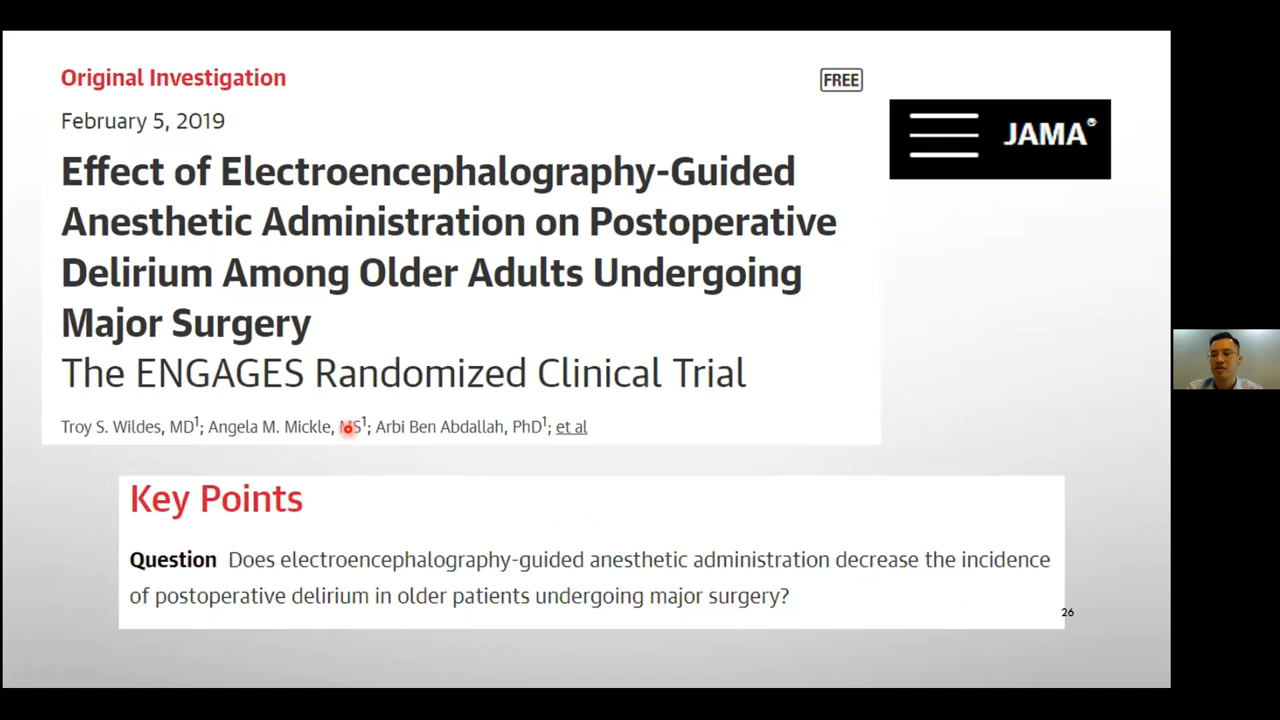 Original Investigation
FREE
February 5, 2019
JAMA®
Effect of Electroencephalography-Guided
Anesthetic Administration on Postoperative
Delirium Among Older Adults Undergoing
Major Surgery
The ENGAGES Randomized Clinical Trial
Troy S. Wildes, MD1; Angela M. Mickle, MS1; Arbi Ben Abdallah, PhD1; et al
Key Points
Question Does electroencephalography-guided anesthetic administration decrease the incidence
of postoperative delirium in older patients undergoing major surgery?
26